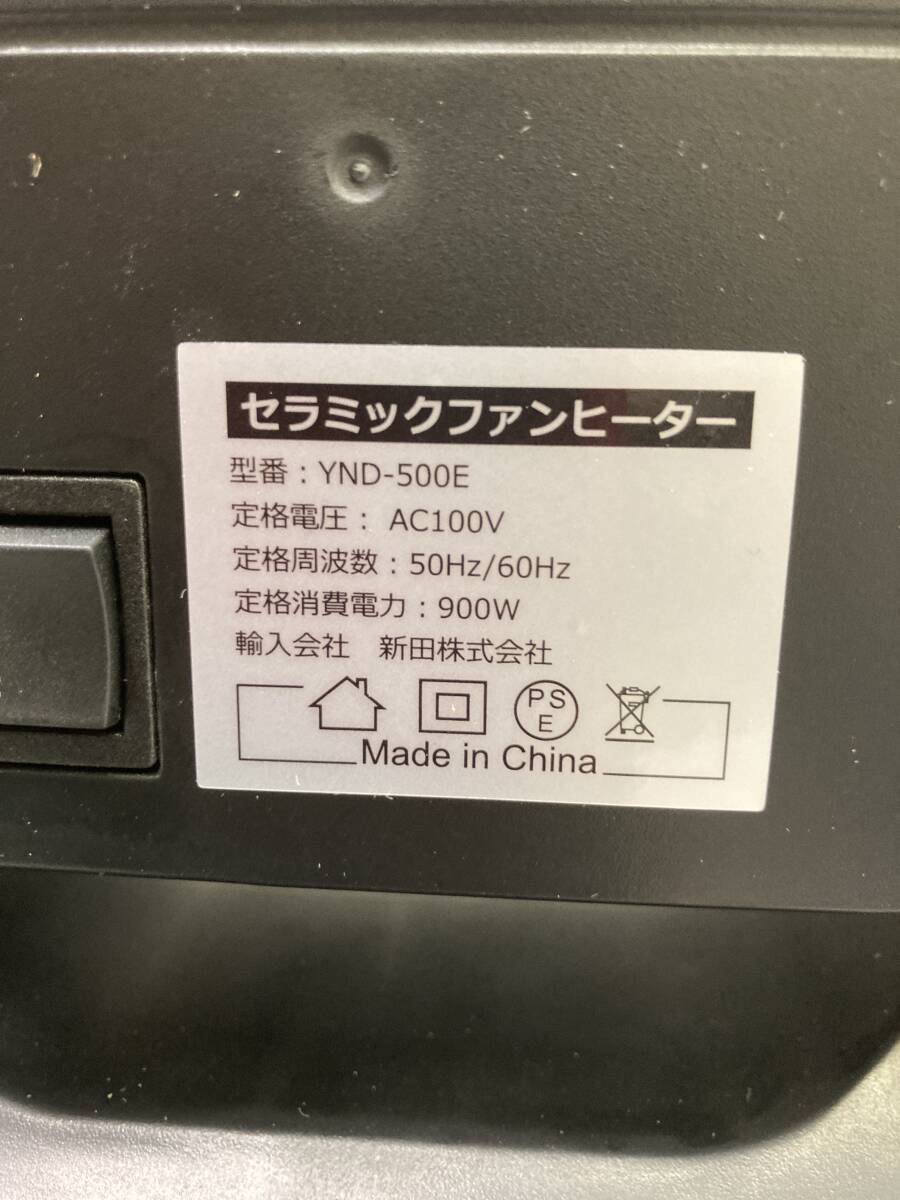 セラミックファンヒーター
型番：YND-500E
定格電圧： AC100V
定格周波数：50Hz/60Hz
定格消費電力：900W
輸入会社　新田株式会社
PS
E
Made in China